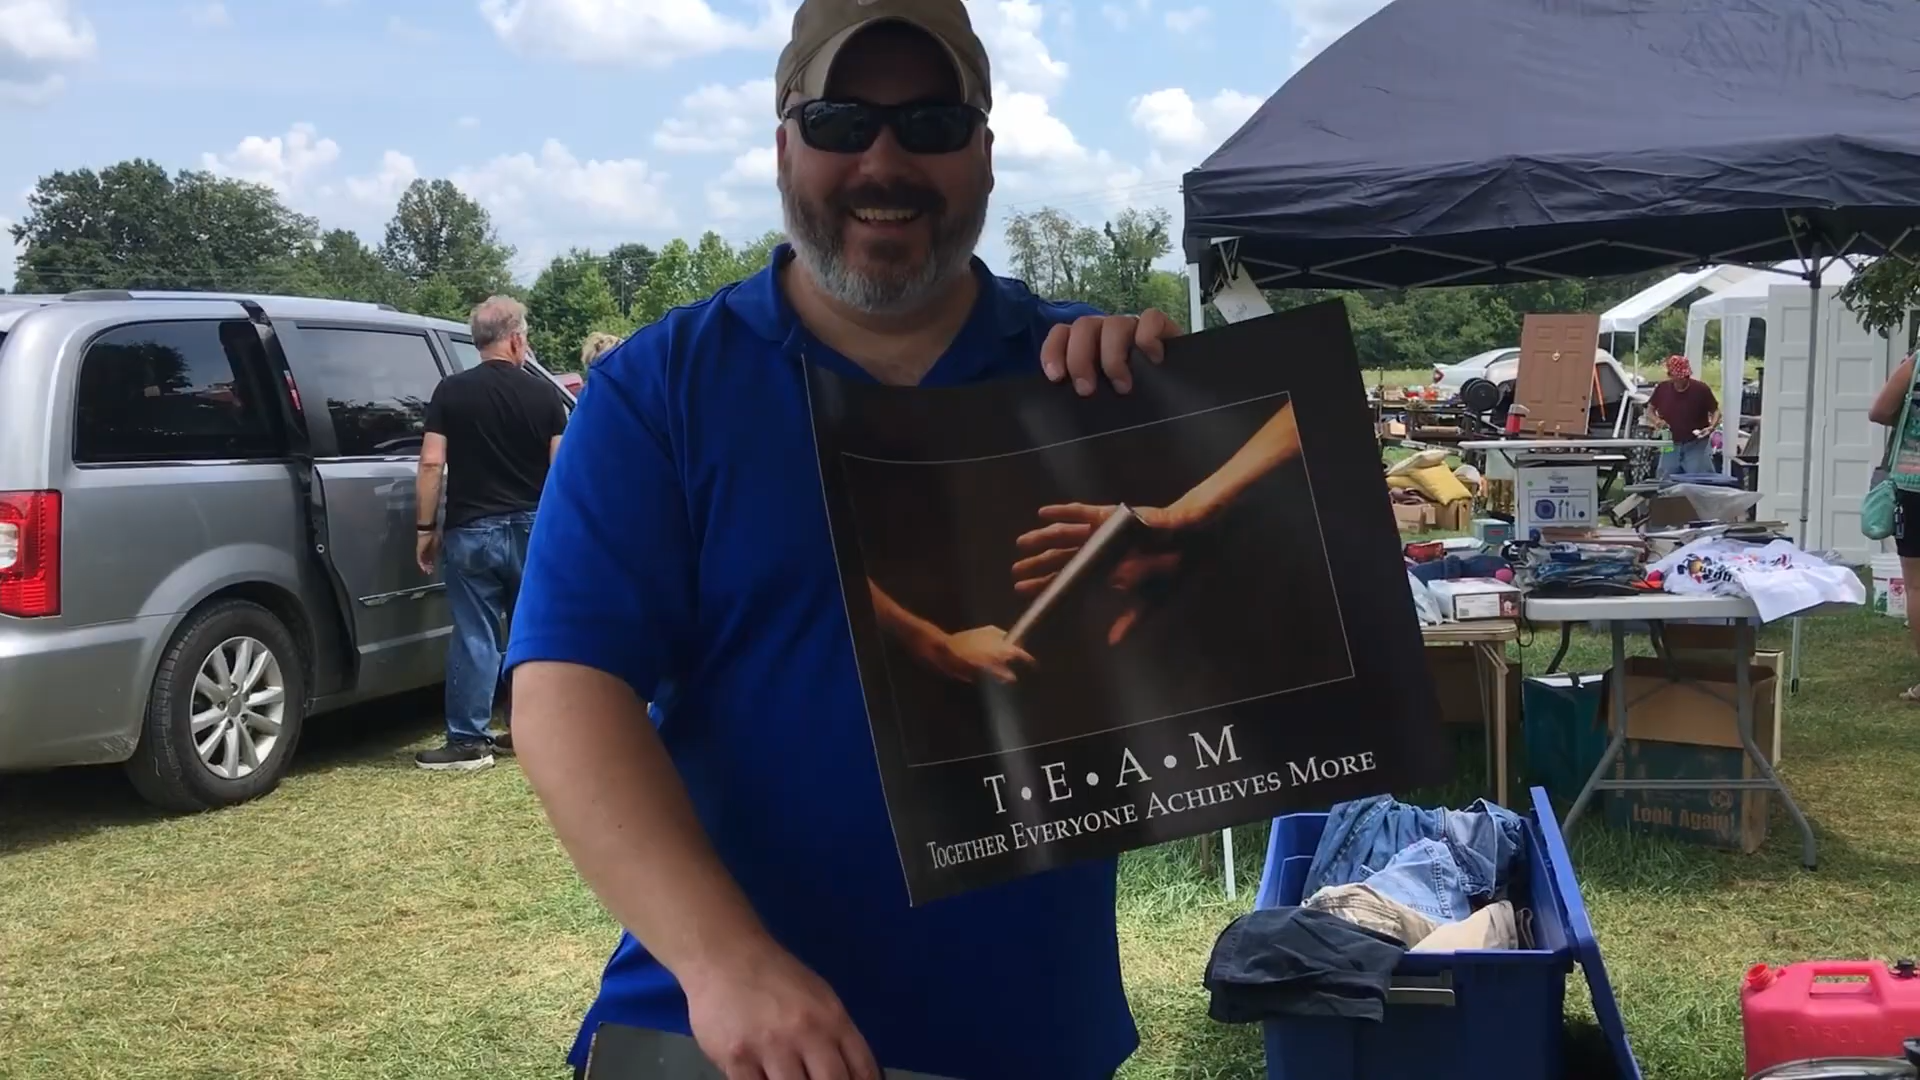 T•E•A•M
TOGETHER EVERYONE ACHIEVES MORE
Look Again!